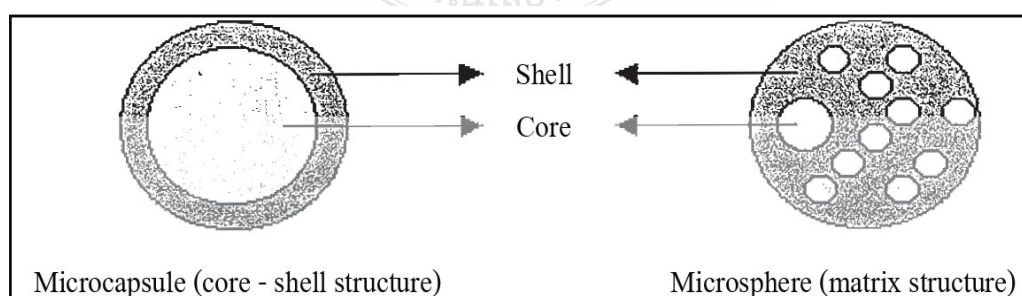 Shell
Core
Microcapsule (core - shell structure)
Microsphere (matrix structure)